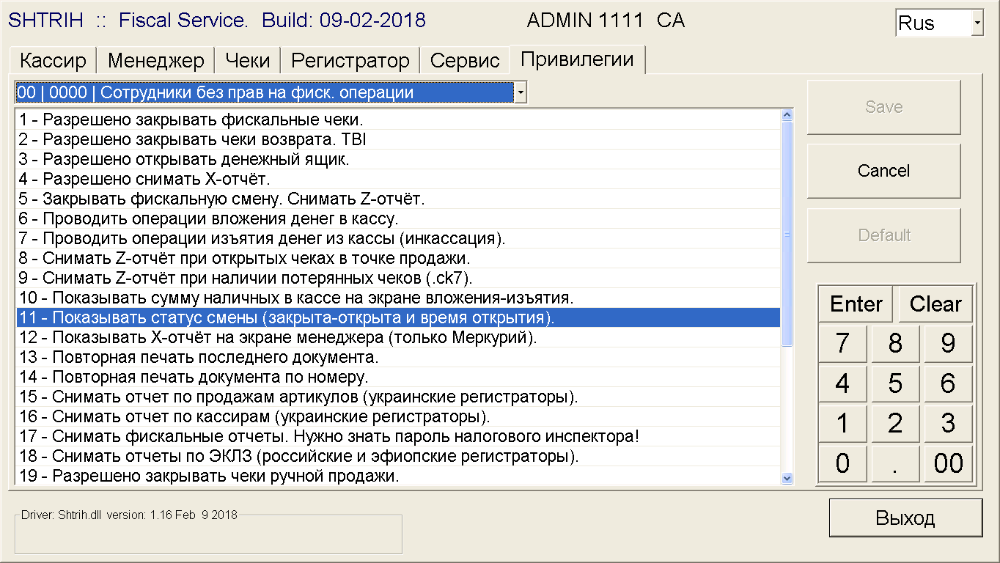 SHTRIH :: Fiscal Service. Build: 09-02-2018 ADMIN 1111 CA Rus
Кассир Менеджер Чеки Регистратор Сервис Привилегии
00 | 0000 | Сотрудники без прав на фиск. операции
1 - Разрешено закрывать фискальные чеки.
2 - Разрешено закрывать чеки возврата. TBI
3 - Разрешено открывать денежный ящик.
4 - Разрешено снимать X-отчёт.
5 - Закрывать фискальную смену. Снимать Z-отчёт.
6 - Проводить операции вложения денег в кассу.
7 - Проводить операции изъятия денег из кассы (инкассация).
8 - Снимать Z-отчёт при открытых чеках в точке продажи.
9 - Снимать Z-отчёт при наличии потерянных чеков (.ck7).
10 - Показывать сумму наличных в кассе на экране вложения-изъятия.
11 - Показывать статус смены (закрыта-открыта и время открытия).
12 - Показывать X-отчёт на экране менеджера (только Меркурий).
13 - Повторная печать последнего документа.
14 - Повторная печать документа по номеру.
15 - Снимать отчет по продажам артикулов (украинские регистраторы).
16 - Снимать отчет по кассирам (украинские регистраторы).
17 - Снимать фискальные отчеты. Нужно знать пароль налогового инспектора!
18 - Снимать отчеты по ЭКЛЗ (российские и эфиопские регистраторы).
19 - Разрешено закрывать чеки ручной продажи.
Save
Cancel
Default
Enter Clear
7 8 9
4 5 6
1 2 3
0 . 00
Driver: Shtrih.dll version: 1.16 Feb 9 2018
Выход